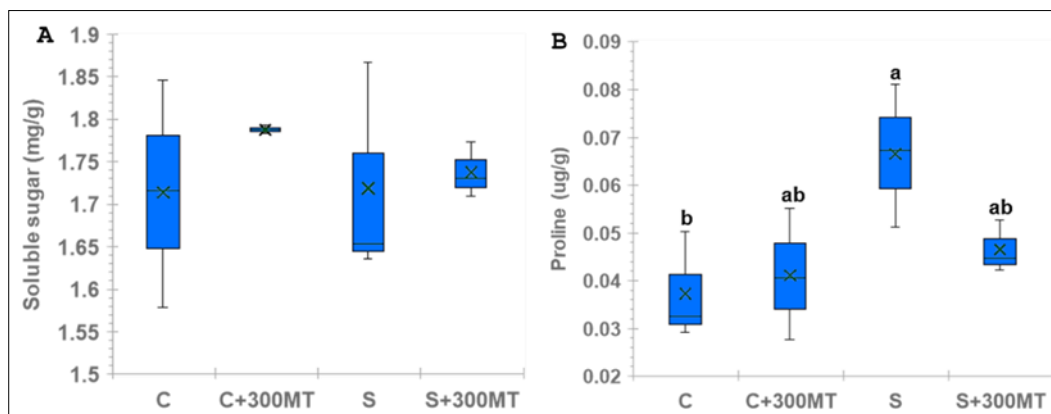 A
Soluble sugar (mg/g)
1.9
1.85
1.8
1.75
1.7
1.65
1.6
1.55
1.5
C C+300MT S S+300MT
B
Proline (ug/g)
0.09
0.08
0.07
0.06
0.05
0.04
0.03
0.02
b
ab
a
ab
C C+300MT S S+300MT